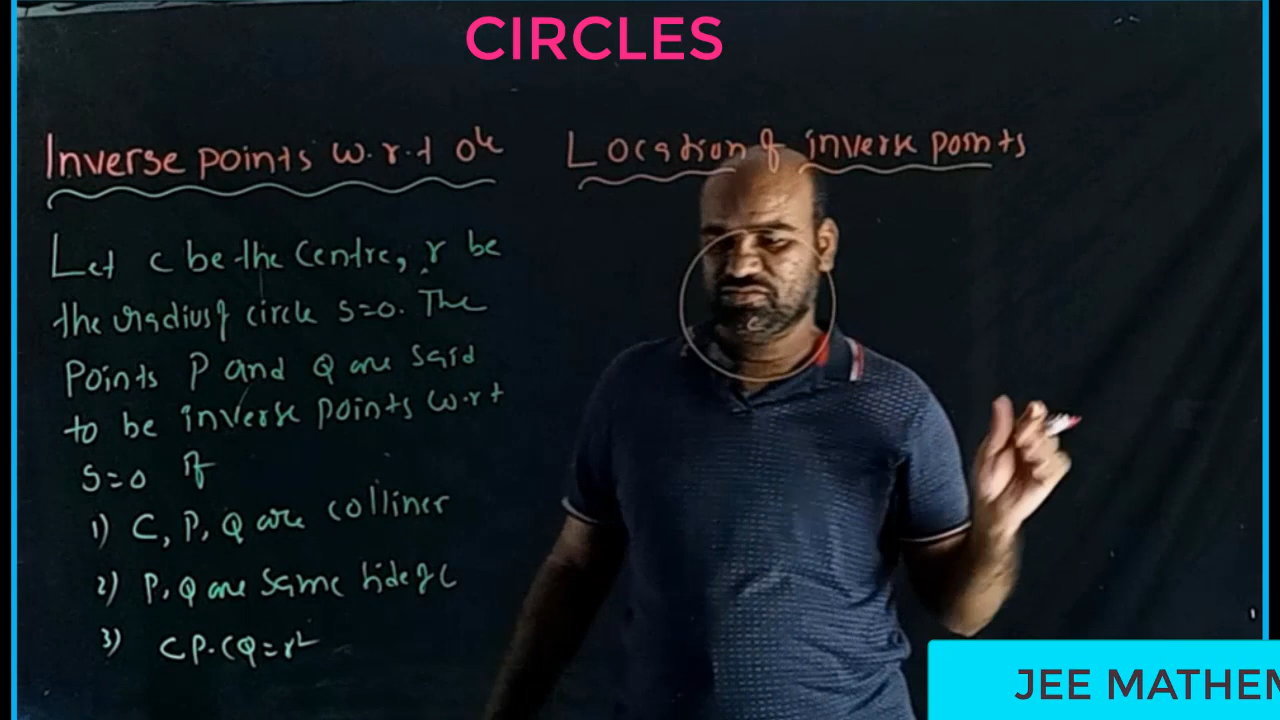 CIRCLES
Inverse points w.r.t ole
Location of inverse points
Let C be the Centre, r be
the radius of circle S=0. The
Points P and Q are said
to be inverse points w.r.t
S=0 if
1) C, P, Q are colliner
2) P, Q are same side of C
3) CP.CQ=r²
C
JEE MATHEM